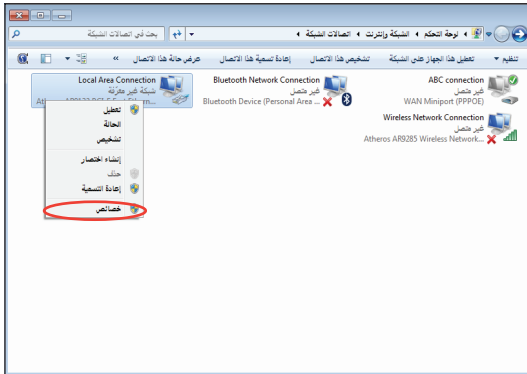 لوحة التحكم ، الشبكة وإنترنت ، اتصالات الشبكة
بحث في اتصالات الشبكة
تنظيم
تعطيل هذا الجهاز على الشبكة
تشخيص هذا الاتصال
إعادة تسمية هذا الاتصال
عرض حالة هذا الاتصال
»
ABC connection
غير متصل
WAN Miniport (PPPOE)
Bluetooth Network Connection
غير متصل
Bluetooth Device (Personal Area ...
Local Area Connection
شبكة غير معرّفة
Wireless Network Connection
غير متصل
Atheros AR9285 Wireless Network...
تعطيل
الحالة
تشخيص
إنشاء اختصار
حذف
إعادة التسمية
خصائص